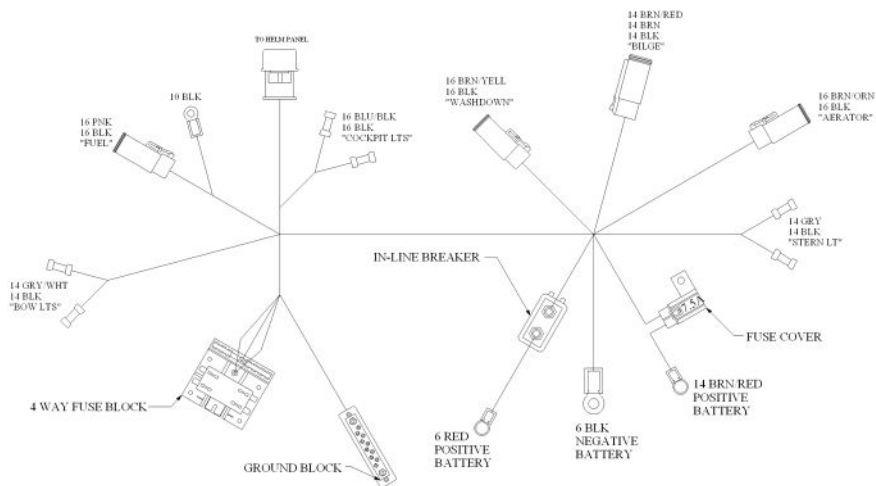 TO HELM PANEL
14 BRN/RED
14 BRN
14 BLK
"BILGE"
16 BRN/YELL
16 BLK
"WASHDOWN"
16 BRN/ORN
16 BLK
"AERATOR"
10 BLK
16 PNK
16 BLK
"FUEL"
16 BLU/BLK
16 BLK
"COCKPIT LTS"
14 GRY
14 BLK
"STERN LT"
14 GRY/WHT
14 BLK
"BOW LTS"
IN-LINE BREAKER
7.5A
FUSE COVER
4 WAY FUSE BLOCK
GROUND BLOCK
6 RED
POSITIVE
BATTERY
6 BLK
NEGATIVE
BATTERY
14 BRN/RED
POSITIVE
BATTERY